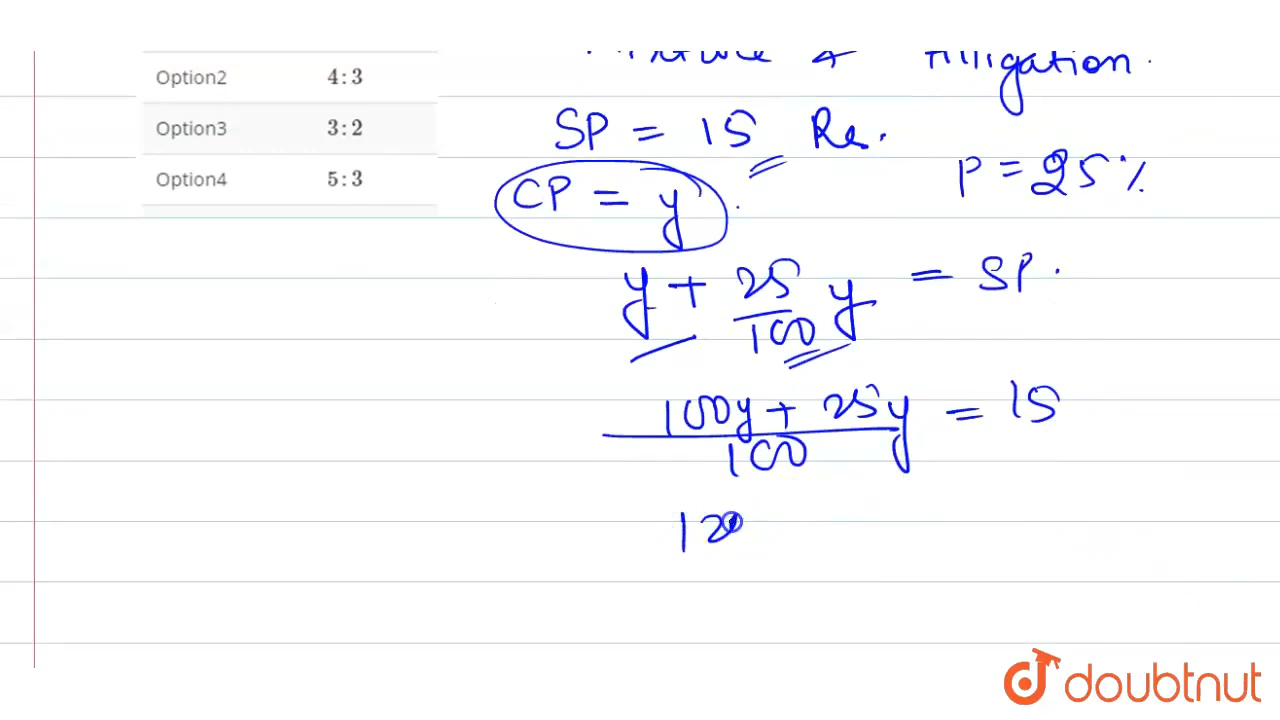 Option2 4 : 3
Option3 3 : 2
Option4 5 : 3
& Alligation.
SP = 15 Rs.
P = 25%
CP = y
y + 25/100 y = SP.
100y + 25y / 100 = 15
12
doubtnut